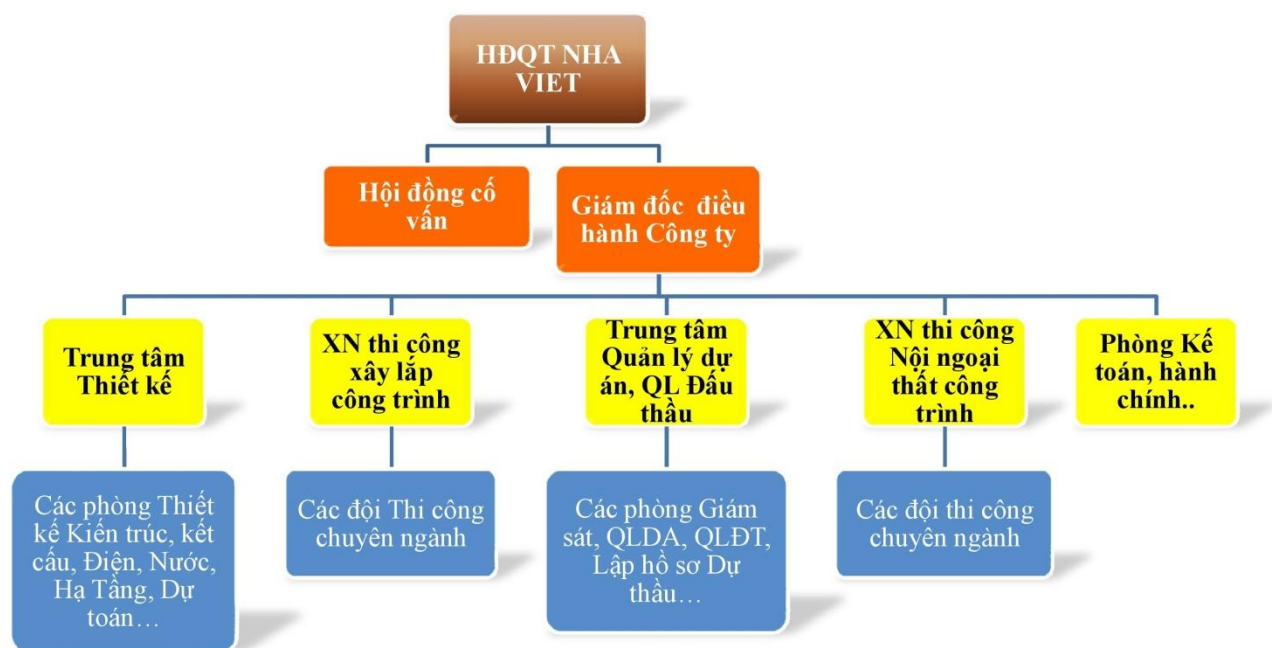 HĐQT NHA
VIET
Hội đồng cố
vấn
Giám đốc điều
hành Công ty
Trung tâm
Thiết kế
XN thi công
xây lắp
công trình
Trung tâm
Quản lý dự
án, QL Đấu
thầu
XN thi công
Nội ngoại
thất công
trình
Phòng Kế
toán, hành
chính..
Các phòng Thiết
kế Kiến trúc, kết
cấu, Điện, Nước,
Hạ Tầng, Dự
toán…
Các đội Thi công
chuyên ngành
Các phòng Giám
sát, QLDA, QLĐT,
Lập hồ sơ Dự
thầu…
Các đội thi công
chuyên ngành